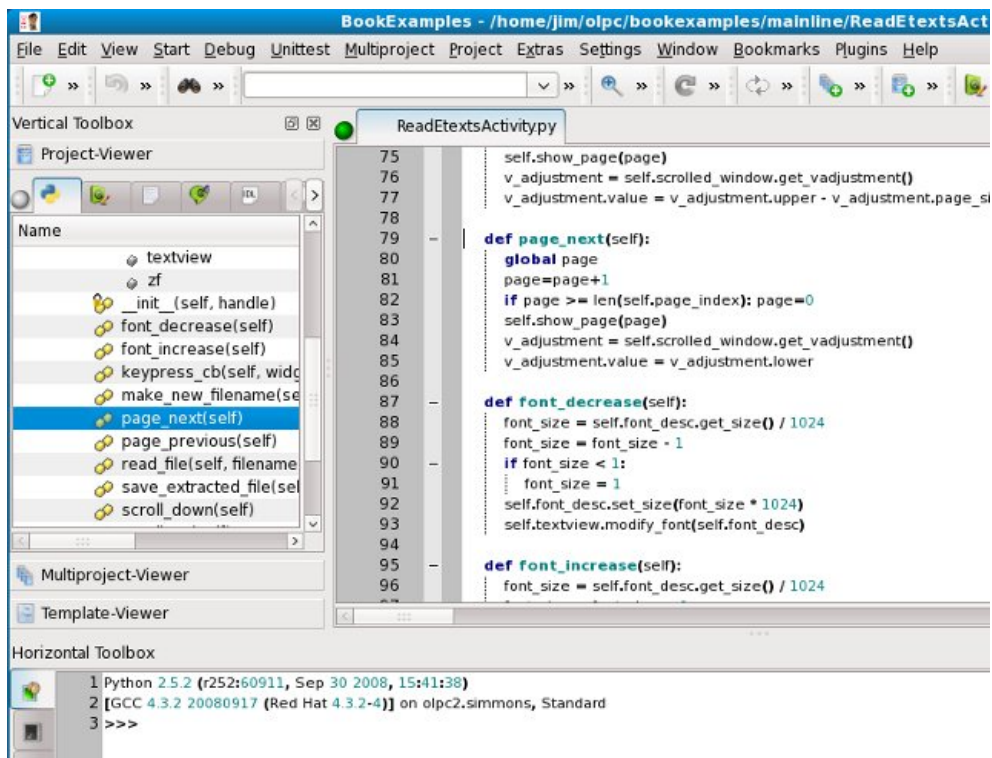 BookExamples - /home/jim/olpc/bookexamples/mainline/ReadEtextsAct
File Edit View Start Debug Unittest Multiproject Project Extras Settings Window Bookmarks Plugins Help
Vertical Toolbox
Project-Viewer
IDL
Name
textview
zf
__init__(self, handle)
font_decrease(self)
font_increase(self)
keypress_cb(self, widg
make_new_filename(se
page_next(self)
page_previous(self)
read_file(self, filename
save_extracted_file(sel
scroll_down(self)
Multiproject-Viewer
Template-Viewer
ReadEtextsActivity.py
75 self.show_page(page)
76 v_adjustment = self.scrolled_window.get_vadjustment()
77 v_adjustment.value = v_adjustment.upper - v_adjustment.page_si
78
79 def page_next(self):
80 global page
81 page=page+1
82 if page >= len(self.page_index): page=0
83 self.show_page(page)
84 v_adjustment = self.scrolled_window.get_vadjustment()
85 v_adjustment.value = v_adjustment.lower
86
87 def font_decrease(self):
88 font_size = self.font_desc.get_size() / 1024
89 font_size = font_size - 1
90 if font_size < 1:
91 font_size = 1
92 self.font_desc.set_size(font_size * 1024)
93 self.textview.modify_font(self.font_desc)
94
95 def font_increase(self):
96 font_size = self.font_desc.get_size() / 1024
Horizontal Toolbox
1 Python 2.5.2 (r252:60911, Sep 30 2008, 15:41:38)
2 [GCC 4.3.2 20080917 (Red Hat 4.3.2-4)] on olpc2.simmons, Standard
3 >>>